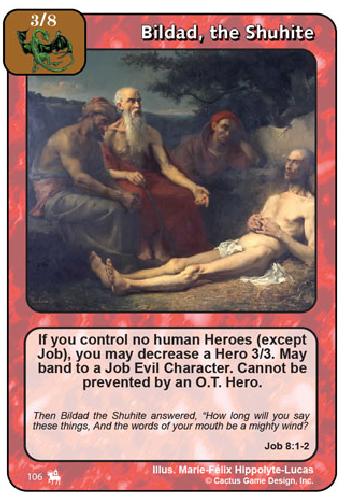 3/8
Bildad, the Shuhite
If you control no human Heroes (except
Job), you may decrease a Hero 3/3. May
band to a Job Evil Character. Cannot be
prevented by an O.T. Hero.
Then Bildad the Shuhite answered, “How long will you say
these things, And the words of your mouth be a mighty wind?
Job 8:1-2
106
Illus. Marie-Félix Hippolyte-Lucas
© Cactus Game Design, Inc.